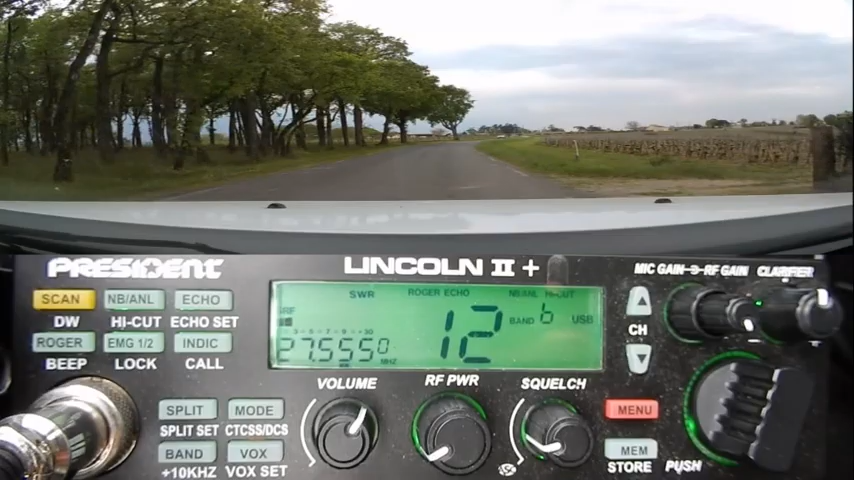 PRESIDENT
LINCOLN II +
MIC GAIN RF GAIN CLARIFIER
SCAN NB/ANL ECHO
DW HI-CUT ECHO SET
ROGER EMG 1/2 INDIC
BEEP LOCK CALL
SWR ROGER ECHO NB/ANL HI-CUT
RF
12 BAND b USB
27.5550 MHZ
CH
VOLUME RF PWR SQUELCH
SPLIT MODE
SPLIT SET CTCSS/DCS
BAND VOX
+10KHZ VOX SET
MENU
MEM
STORE PUSH